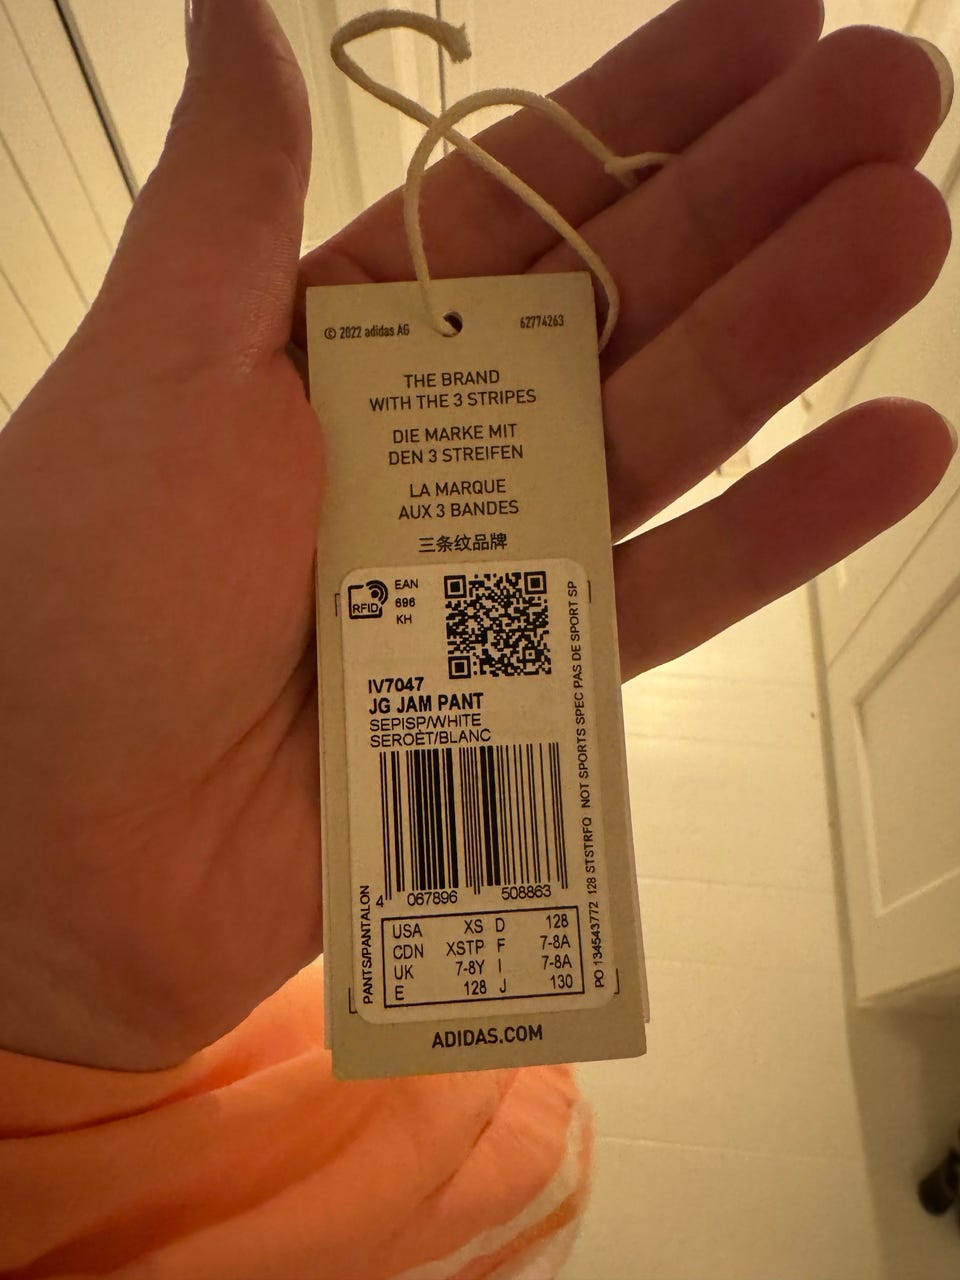 © 2022 adidas AG
62774263
THE BRAND
WITH THE 3 STRIPES
DIE MARKE MIT
DEN 3 STREIFEN
LA MARQUE
AUX 3 BANDES
三条纹品牌
RFID
EAN
696
KH
IV7047
JG JAM PANT
SEPISP/WHITE
SEROÉT/BLANC
4 067896 508863
USA XS D 128
CDN XSTP F 7-8A
UK 7-8Y I 7-8A
E 128 J 130
PANTS/PANTALON
PO 134543772 128 STSTRFQ NOT SPORTS SPEC PAS DE SPORT SP
ADIDAS.COM